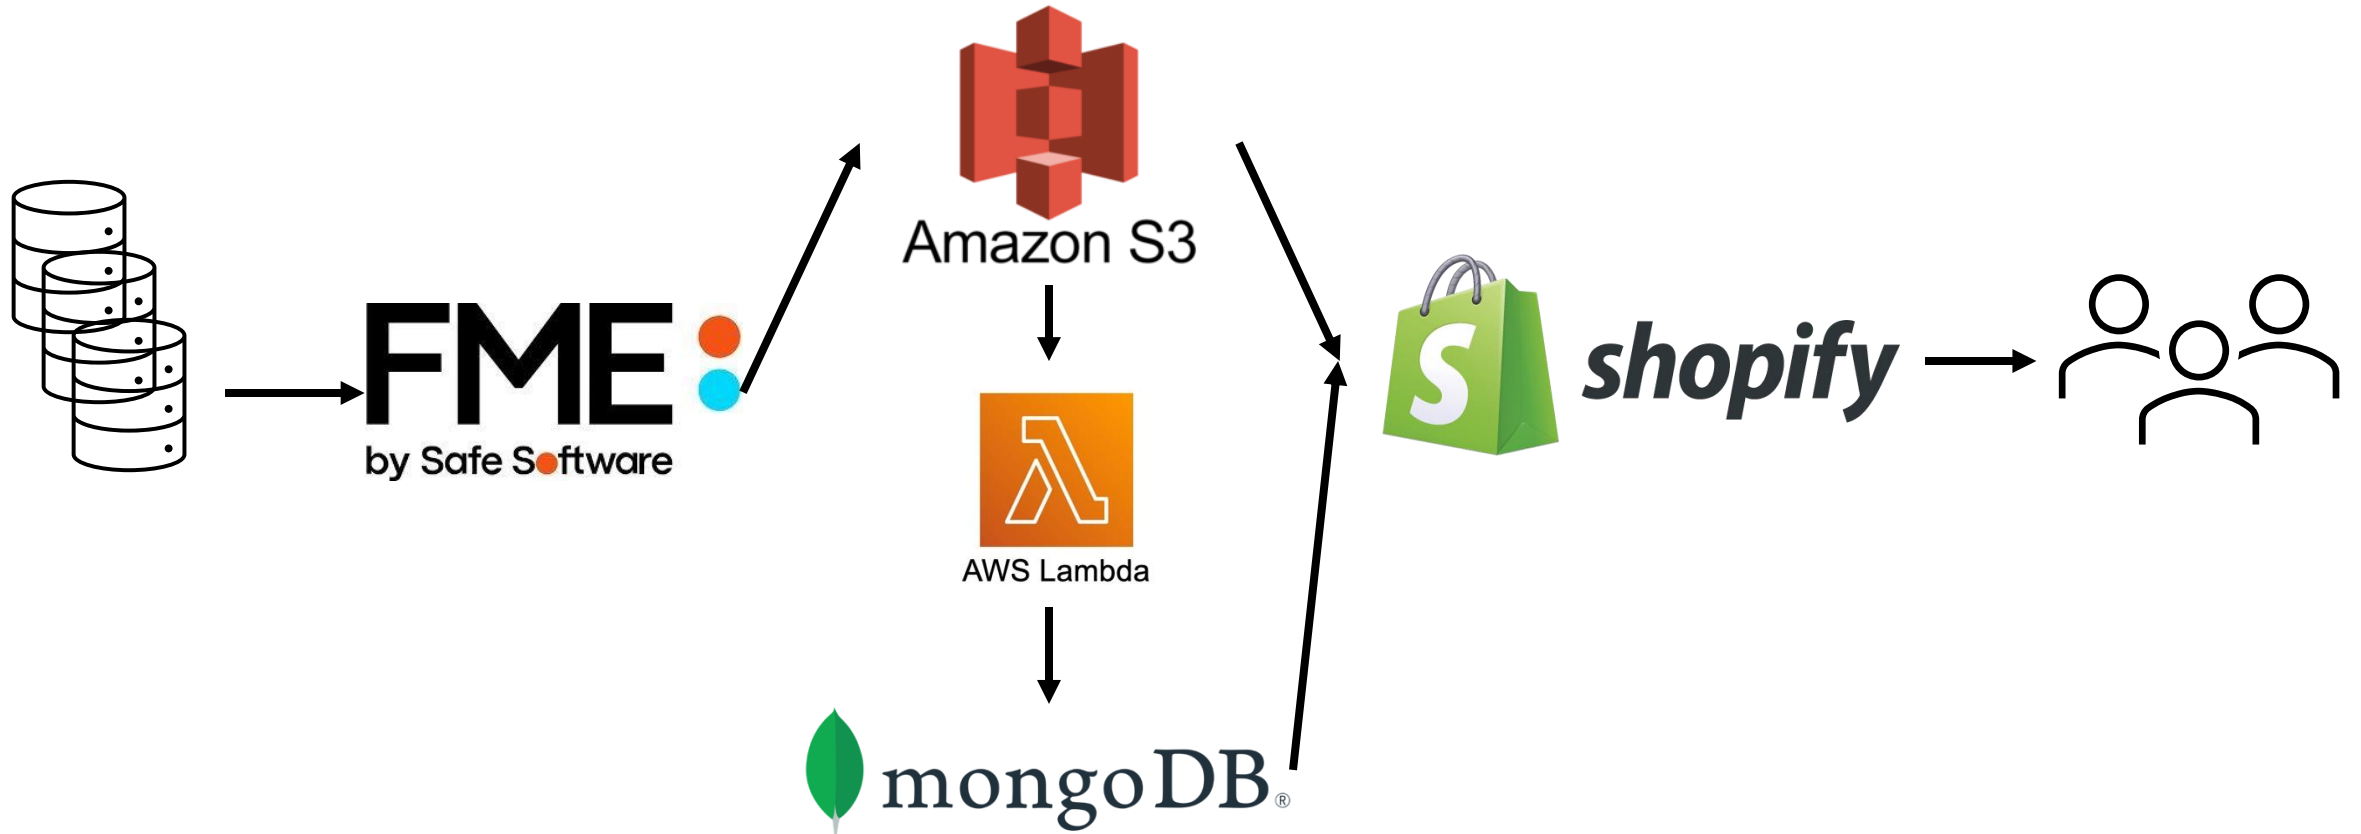 Amazon S3
FME:
by Safe Software
S
shopify
AWS Lambda
mongoDB®